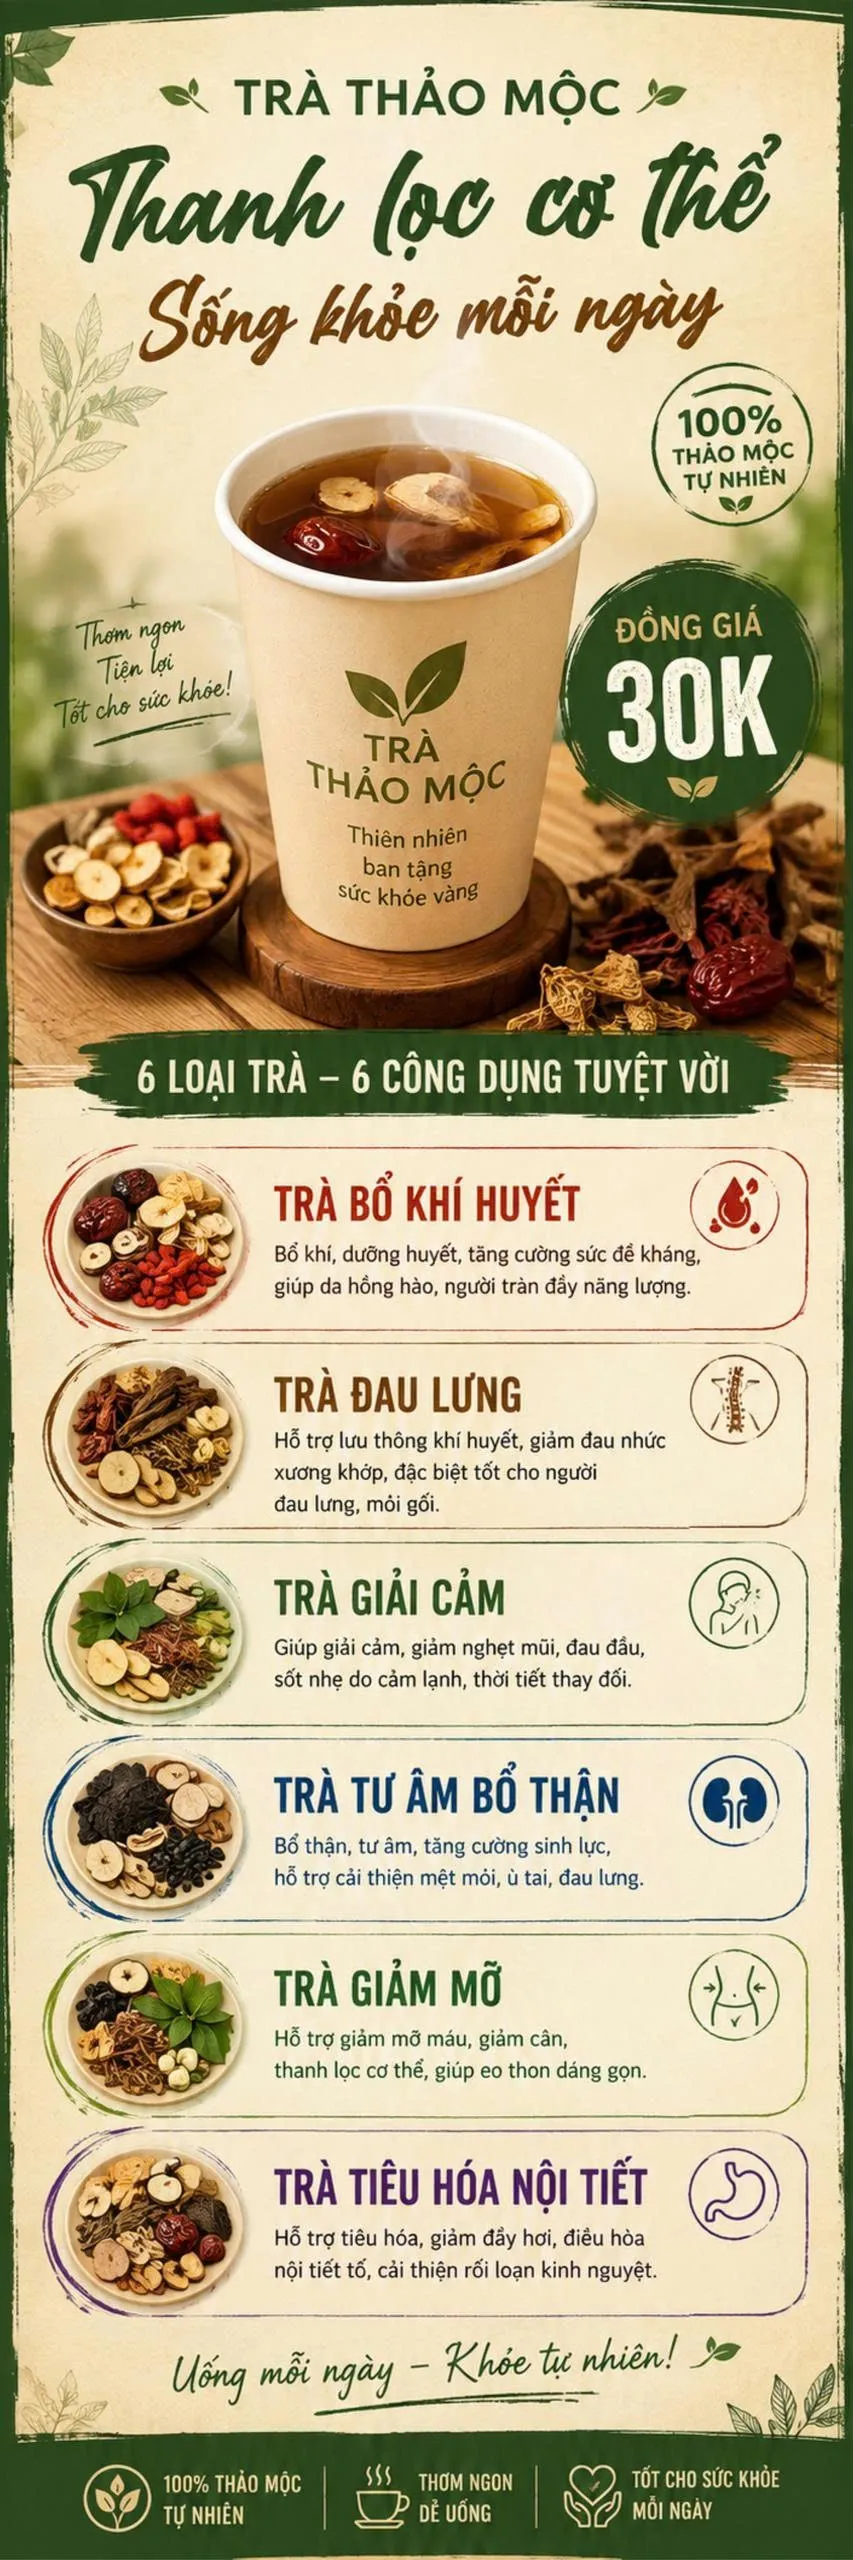 TRÀ THẢO MỘC
Thanh lọc cơ thể
Sống khỏe mỗi ngày
100%
THẢO MỘC
TỰ NHIÊN
Thơm ngon
Tiện lợi
Tốt cho sức khỏe!
ĐỒNG GIÁ
30K
TRÀ
THẢO MỘC
Thiên nhiên
ban tặng
sức khỏe vàng
6 LOẠI TRÀ – 6 CÔNG DỤNG TUYỆT VỜI
TRÀ BỔ KHÍ HUYẾT
Bổ khí, dưỡng huyết, tăng cường sức đề kháng,
giúp da hồng hào, người tràn đầy năng lượng.
TRÀ ĐAU LƯNG
Hỗ trợ lưu thông khí huyết, giảm đau nhức
xương khớp, đặc biệt tốt cho người
đau lưng, mỏi gối.
TRÀ GIẢI CẢM
Giúp giải cảm, giảm nghẹt mũi, đau đầu,
sốt nhẹ do cảm lạnh, thời tiết thay đổi.
TRÀ TƯ ÂM BỔ THẬN
Bổ thận, tư âm, tăng cường sinh lực,
hỗ trợ cải thiện mệt mỏi, ù tai, đau lưng.
TRÀ GIẢM MỠ
Hỗ trợ giảm mỡ máu, giảm cân,
thanh lọc cơ thể, giúp eo thon dáng gọn.
TRÀ TIÊU HÓA NỘI TIẾT
Hỗ trợ tiêu hóa, giảm đầy hơi, điều hòa
nội tiết tố, cải thiện rối loạn kinh nguyệt.
Uống mỗi ngày – Khỏe tự nhiên!
100% THẢO MỘC
TỰ NHIÊN
THƠM NGON
DỄ UỐNG
TỐT CHO SỨC KHỎE
MỖI NGÀY